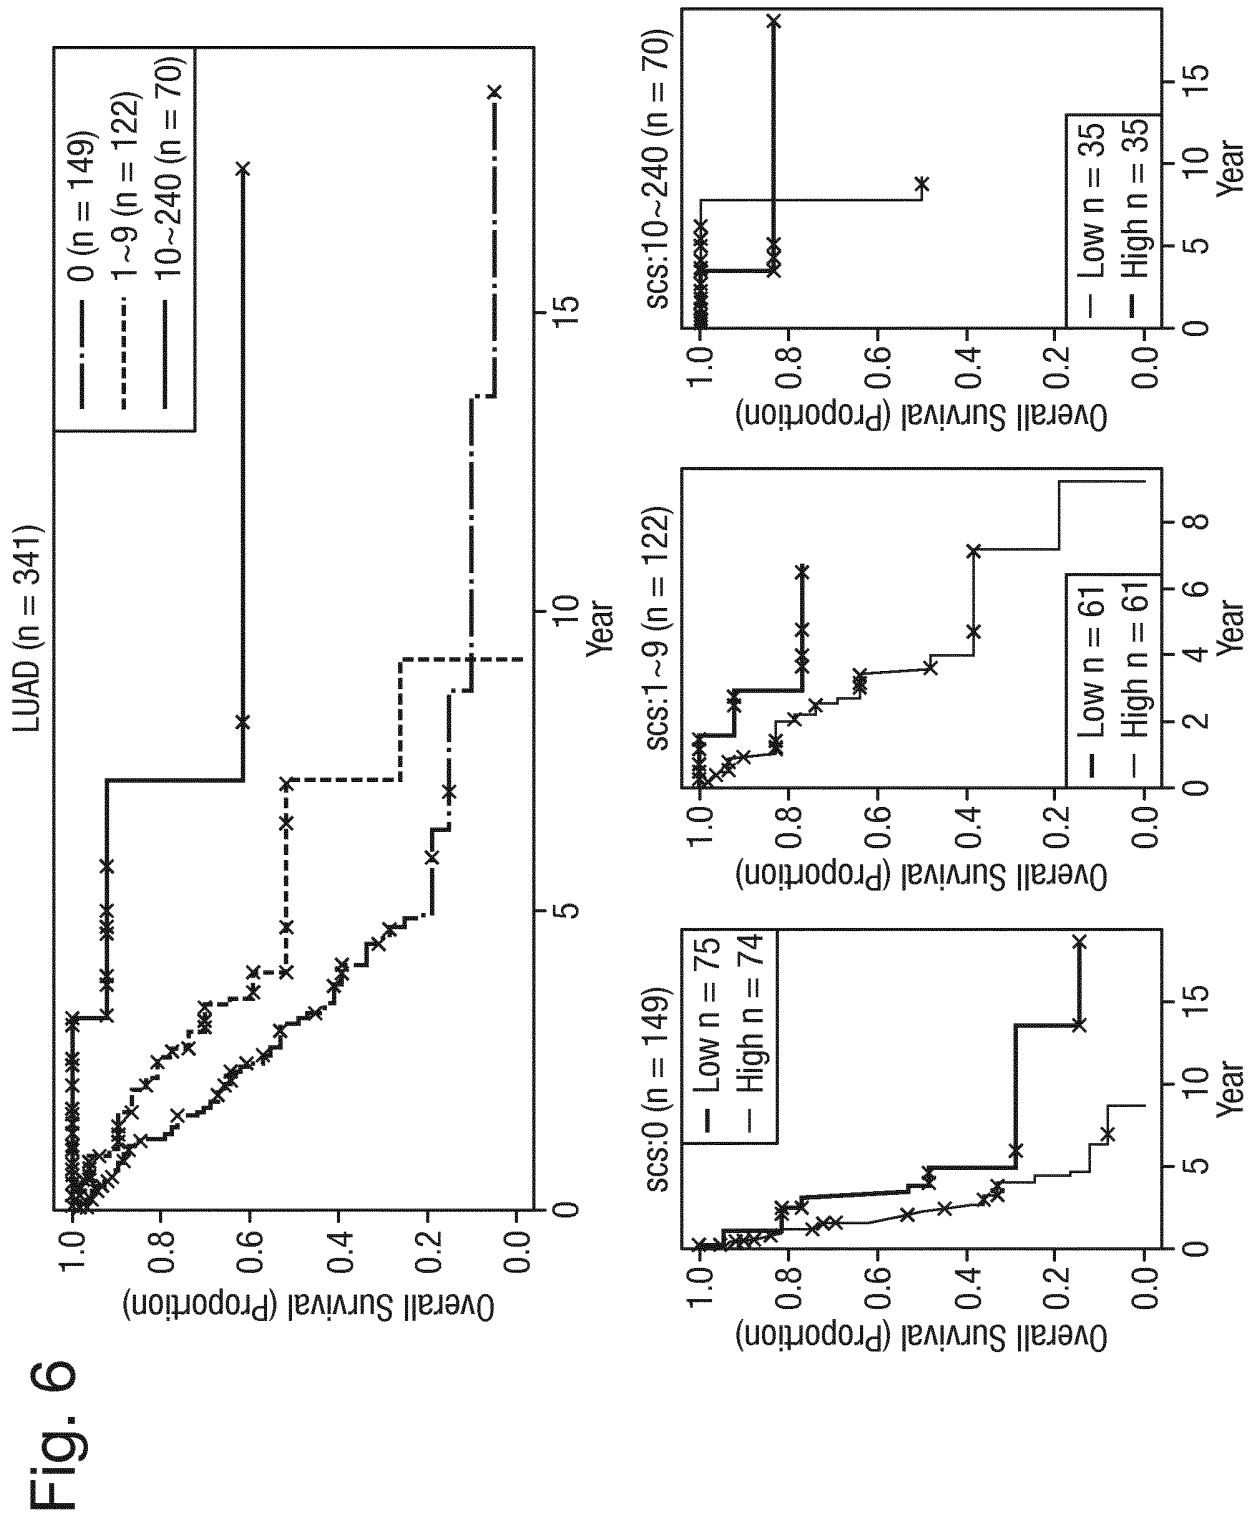 Fig. 6
LUAD (n = 341)
Overall Survival (Proportion)
1.0
0.8
0.6
0.4
0.2
0.0
0 (n = 149)
1~9 (n = 122)
10~240 (n = 70)
0
5
10
15
Year
scs:0 (n = 149)
Overall Survival (Proportion)
1.0
0.8
0.6
0.4
0.2
0.0
Low n = 75
High n = 74
0
5
10
15
Year
scs:1~9 (n = 122)
Overall Survival (Proportion)
1.0
0.8
0.6
0.4
0.2
0.0
Low n = 61
High n = 61
0
2
4
6
8
Year
scs:10~240 (n = 70)
Overall Survival (Proportion)
1.0
0.8
0.6
0.4
0.2
0.0
Low n = 35
High n = 35
0
5
10
15
Year